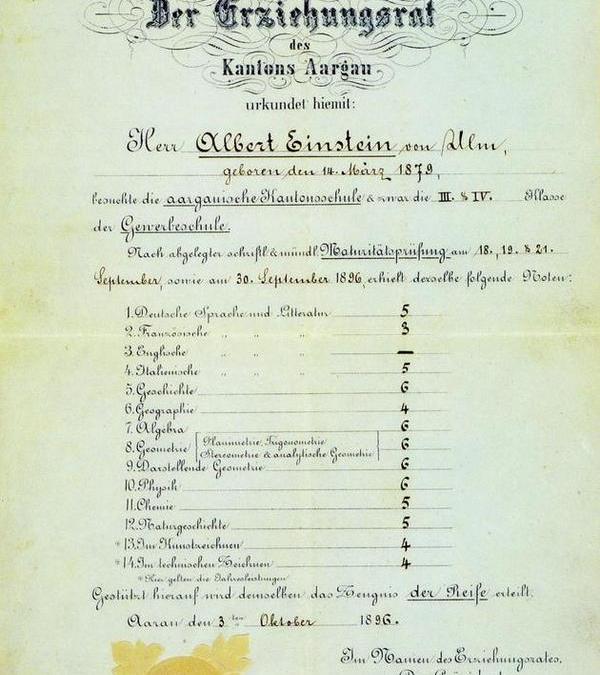 Der Erziehungsrat
des
Kantons Aargau
urkundet hiemit:
Herr Albert Einstein von Ulm,
geboren den 14. März 1879,
besuchte die aargauische Kantonsschule & zwar die III. & IV. Klasse
der Gewerbeschule.
Nach abgelegter schriftl. & mündl. Maturitätsprüfung am 18., 19. & 21.
September, sowie am 30. September 1896, erhielt derselbe folgende Noten:
1. Deutsche Sprache und Litteratur 5
2. Französische " " " 3
3. Englische " " " —
4. Italienische " " " 5
5. Geschichte 6
6. Geographie 4
7. Algebra 6
8. Geometrie (Planimetrie, Trigonometrie 6
Stereometrie & analytische Geometrie)
9. Darstellende Geometrie 6
10. Physik 6
11. Chemie 5
12. Naturgeschichte 5
* 13. Im Kunstzeichnen 4
* 14. Im technischen Zeichnen 4
* Hier gelten die Jahresleistungen
Gestützt hierauf wird demselben das Zeugnis der Reife erteilt.
Aarau den 3ten Oktober 1896.
Im Namen des Erziehungsrates,